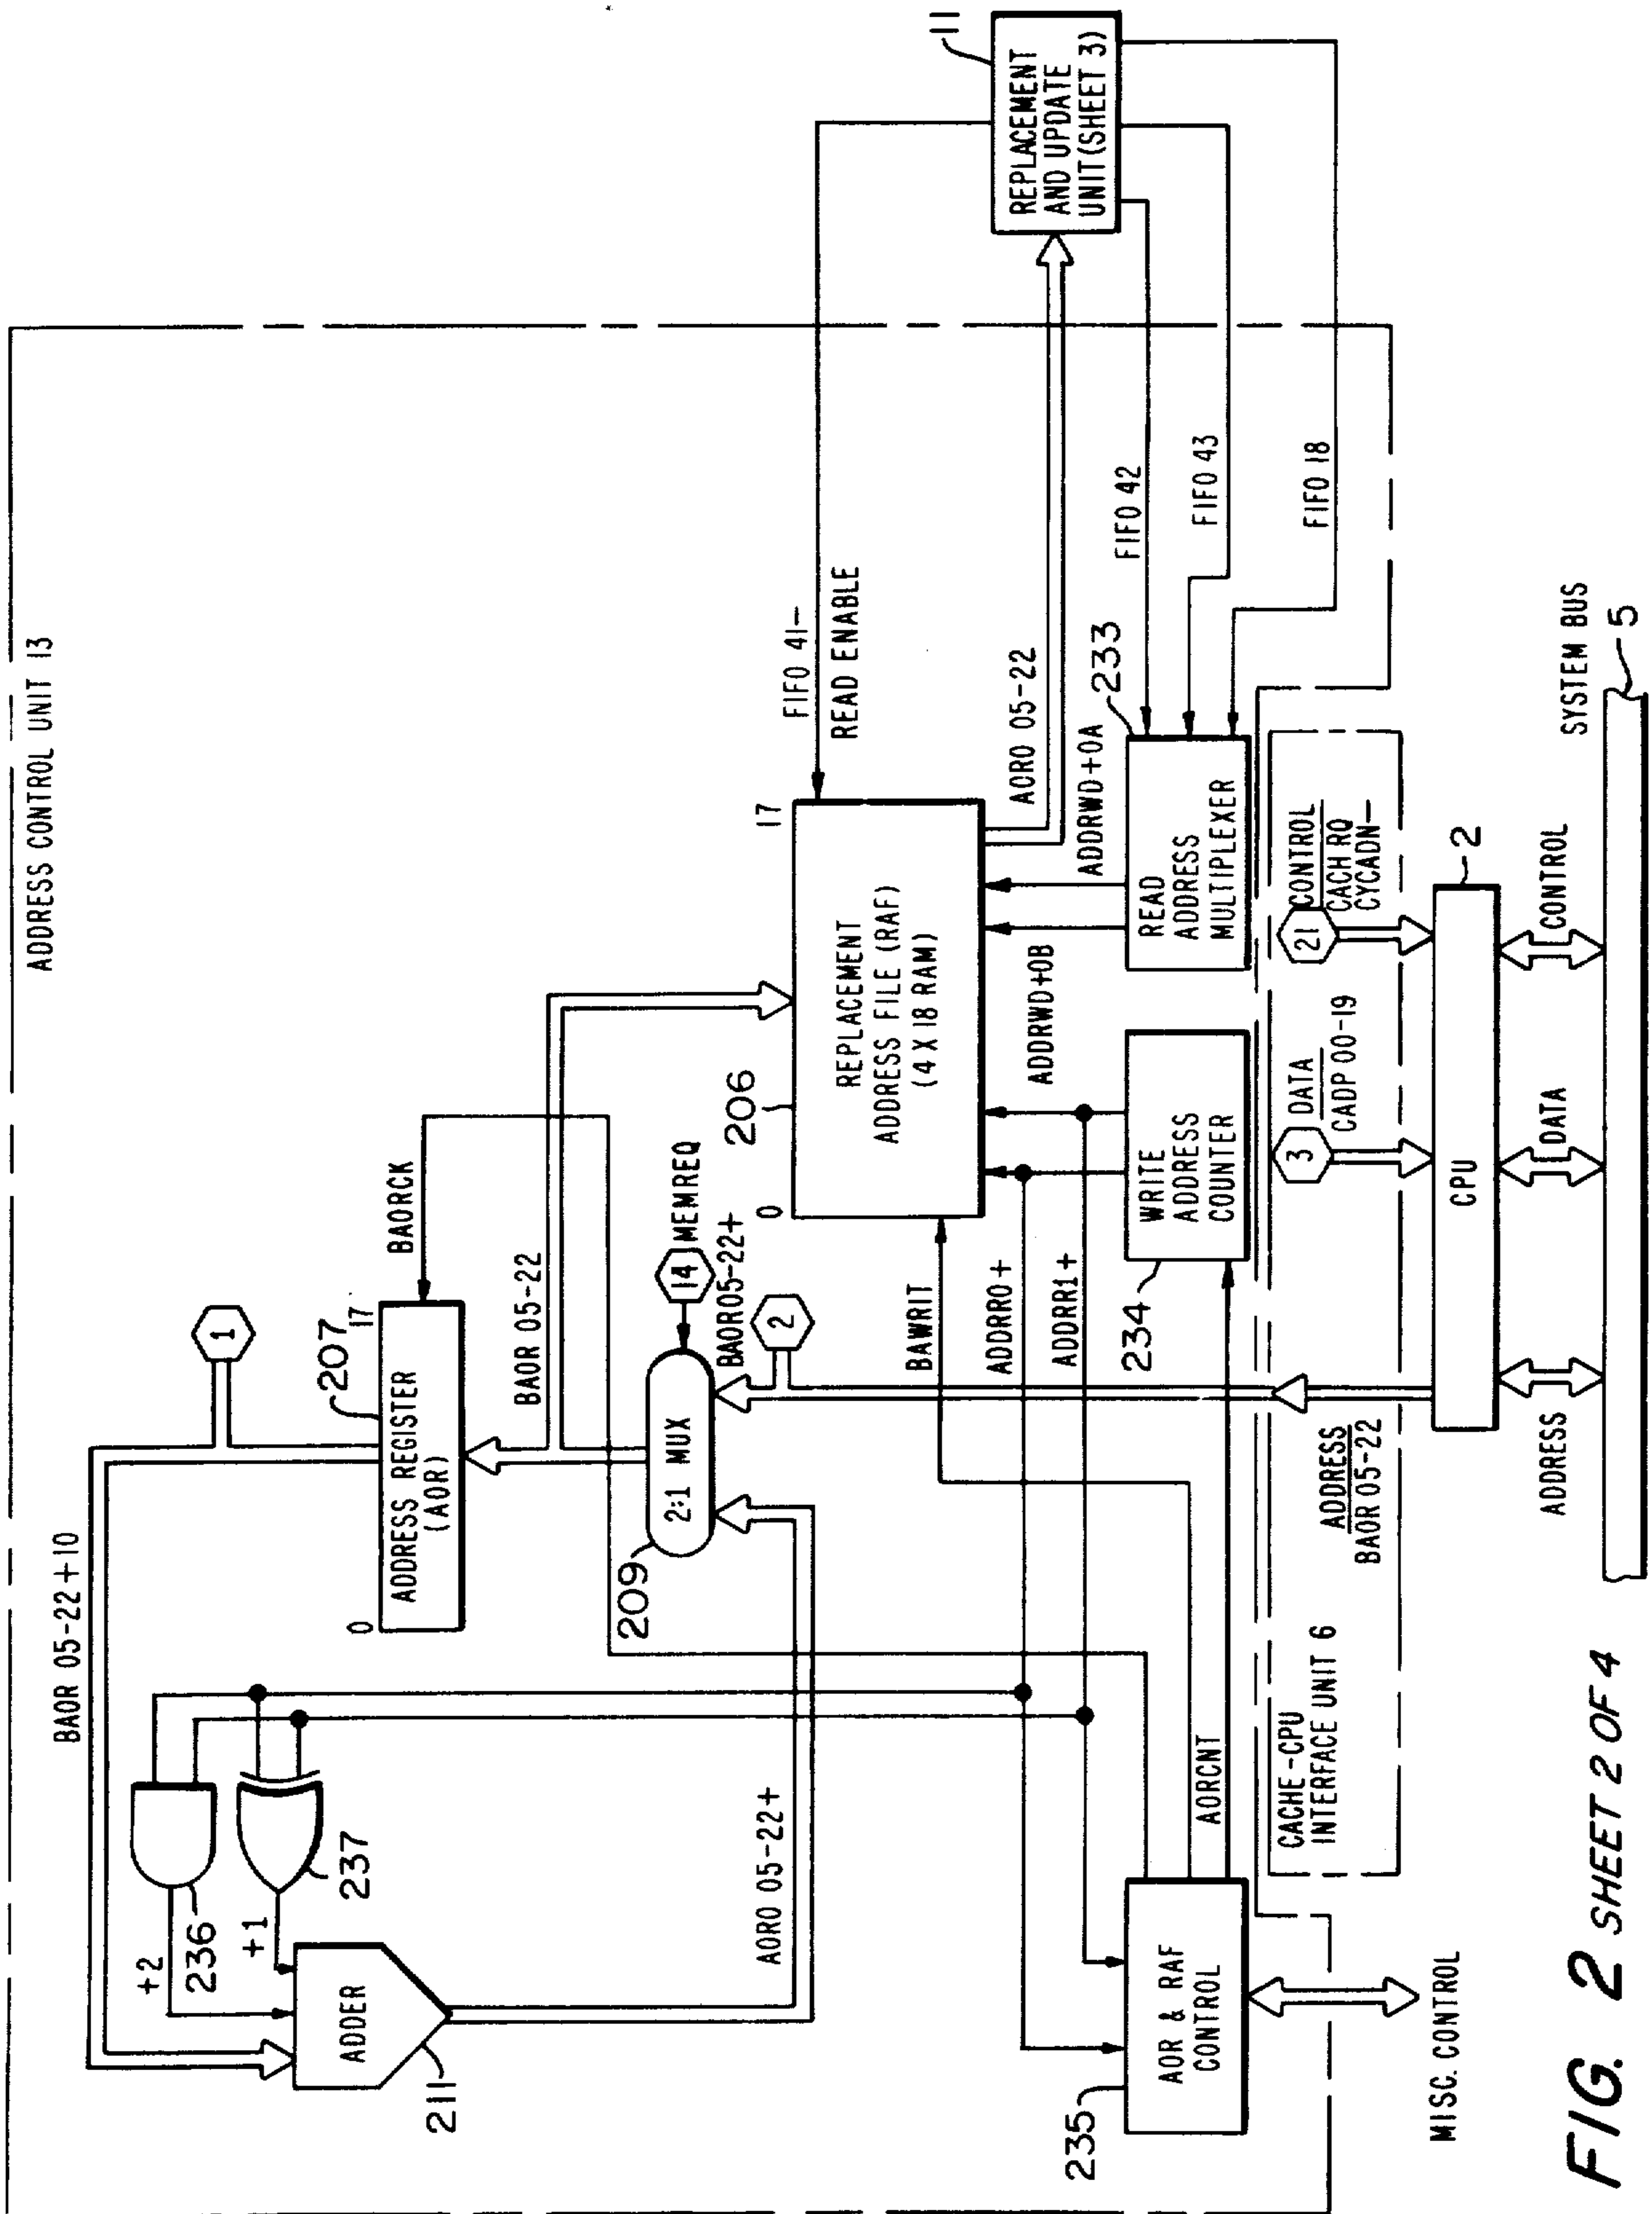 ADDRESS CONTROL UNIT 13
BAOR 05-22+10
+2
236
+1
237
ADDER
211
1
0
17
207
ADDRESS REGISTER
(AOR)
BAORCK
BAOR 05-22
AORO 05-22+
209
2:1 MUX
14
MEMREQ
BAOR05-22+
2
206
0
17
REPLACEMENT
ADDRESS FILE (RAF)
(4 X 18 RAM)
FIFO 41-
READ ENABLE
11
REPLACEMENT
AND UPDATE
UNIT(SHEET 3)
AORO 05-22
BAWRIT
ADDRR0+
ADDRR1+
ADDRWD+0B
ADDRWD+0A
FIFO 42
FIFO 43
FIFO 18
235
AOR & RAF
CONTROL
AORCNT
234
WRITE
ADDRESS
COUNTER
READ
ADDRESS
MULTIPLEXER
233
MISC. CONTROL
CACHE-CPU
INTERFACE UNIT 6
ADDRESS
BAOR 05-22
3
DATA
CADP 00-19
21
CONTROL
CACH RQ
CYCADN-
CPU
2
ADDRESS
DATA
CONTROL
SYSTEM BUS
5
FIG. 2 SHEET 2 OF 4